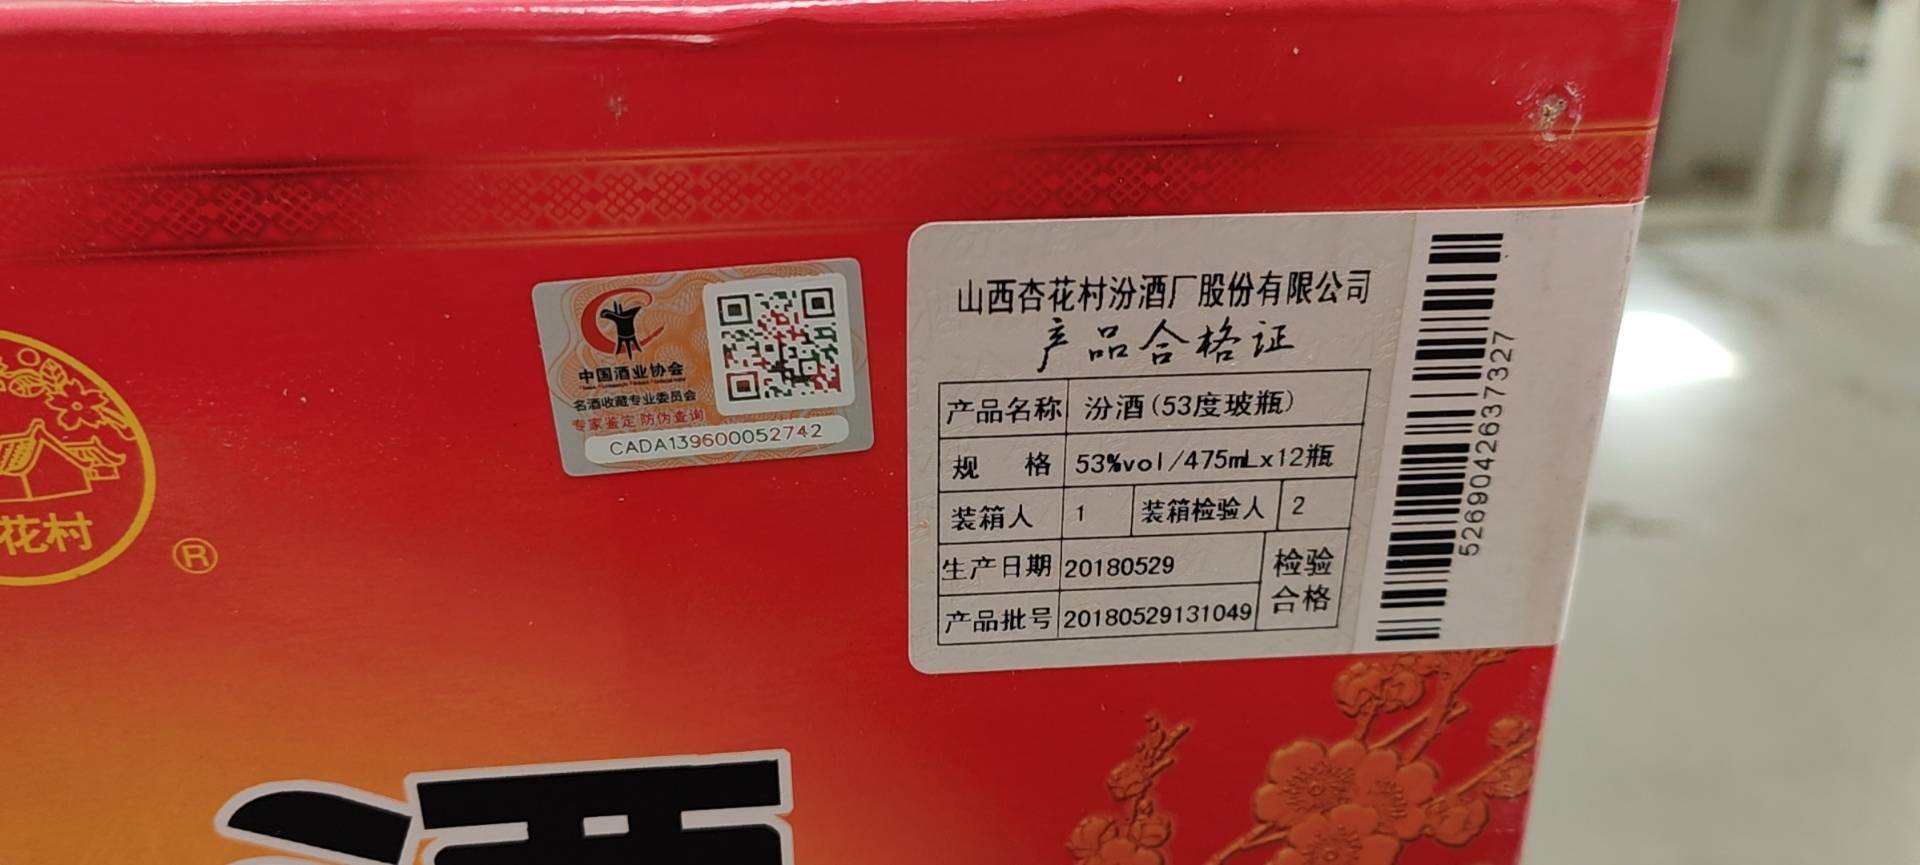 花村
®
中国酒业协会
名酒收藏专业委员会
专家鉴定 防伪查询
CADA139600052742
山西杏花村汾酒厂股份有限公司
产品合格证
产品名称 汾酒(53度玻瓶)
规 格 53%vol/475mLx12瓶
装箱人 1 装箱检验人 2
生产日期 20180529 检验
产品批号 20180529131049 合格
5269042637327
酒